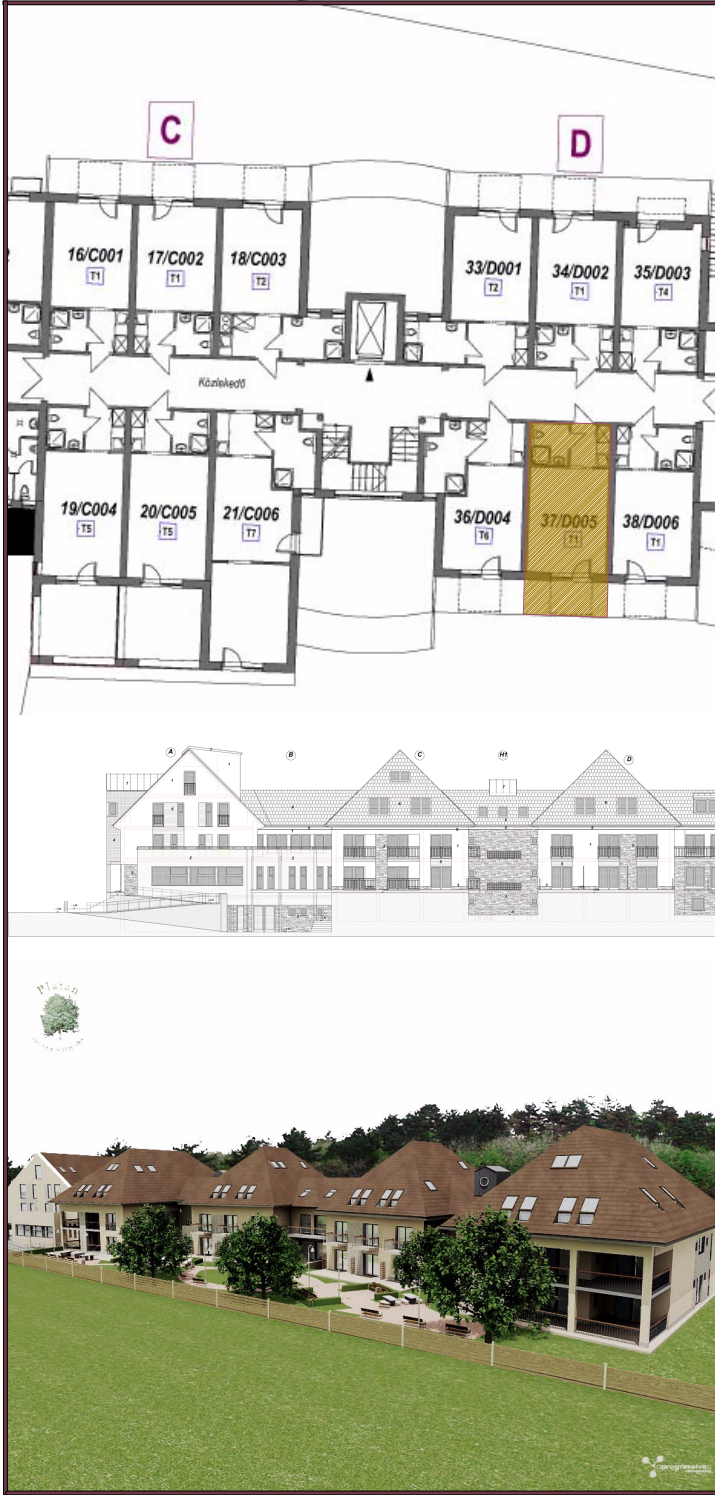 C
D
16/C001
T1
17/C002
T1
18/C003
T2
33/D001
T2
34/D002
T1
35/D003
T4
Közlekedő
19/C004
T5
20/C005
T5
21/C006
T7
36/D004
T6
37/D005
T1
38/D006
T1
A
B
C
H1
D
Platán